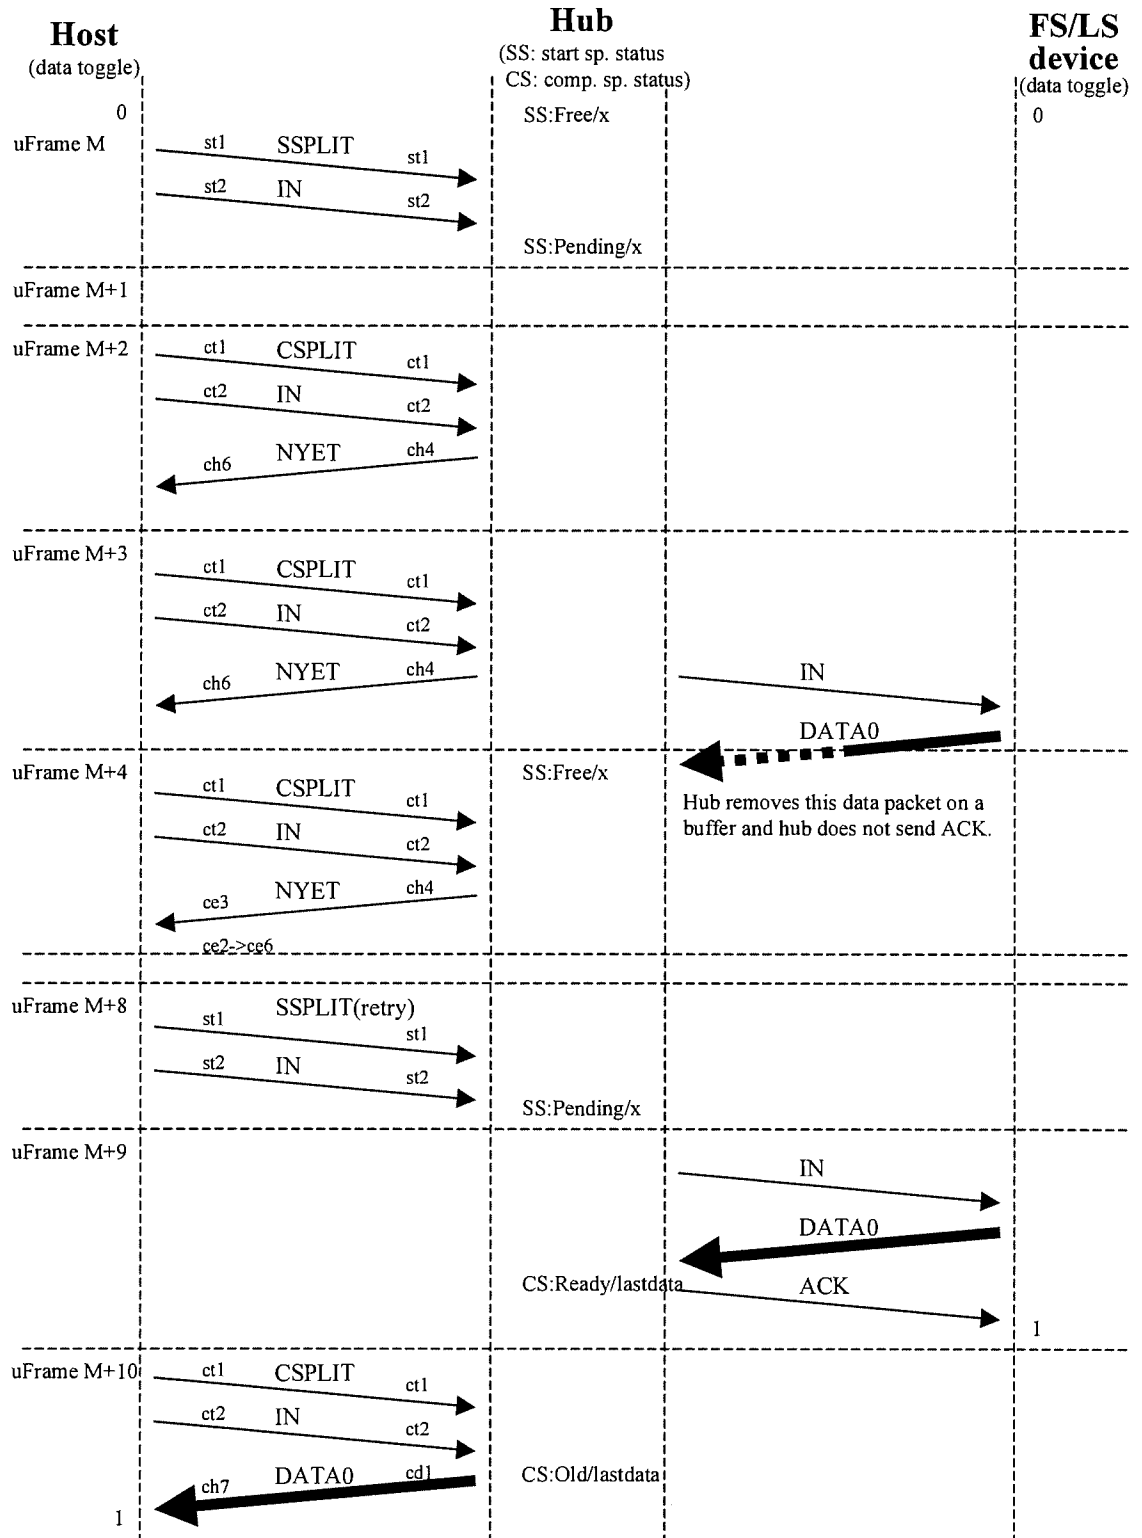 Host
(data toggle)
Hub
(SS: start sp. status
CS: comp. sp. status)
FS/LS
device
(data toggle)
0
SS:Free/x
0
uFrame M
st1 SSPLIT st1
st2 IN st2
SS:Pending/x
uFrame M+1
uFrame M+2
ct1 CSPLIT ct1
ct2 IN ct2
ch6 NYET ch4
uFrame M+3
ct1 CSPLIT ct1
ct2 IN ct2
ch6 NYET ch4
IN
DATA0
uFrame M+4
SS:Free/x
ct1 CSPLIT ct1
Hub removes this data packet on a
buffer and hub does not send ACK.
ct2 IN ct2
ce3 NYET ch4
ce2->ce6
uFrame M+8
SSPLIT(retry)
st1 st1
st2 IN st2
SS:Pending/x
uFrame M+9
IN
DATA0
CS:Ready/lastdata
ACK
1
uFrame M+10
ct1 CSPLIT ct1
ct2 IN ct2
ch7 DATA0 cd1
CS:Old/lastdata
1